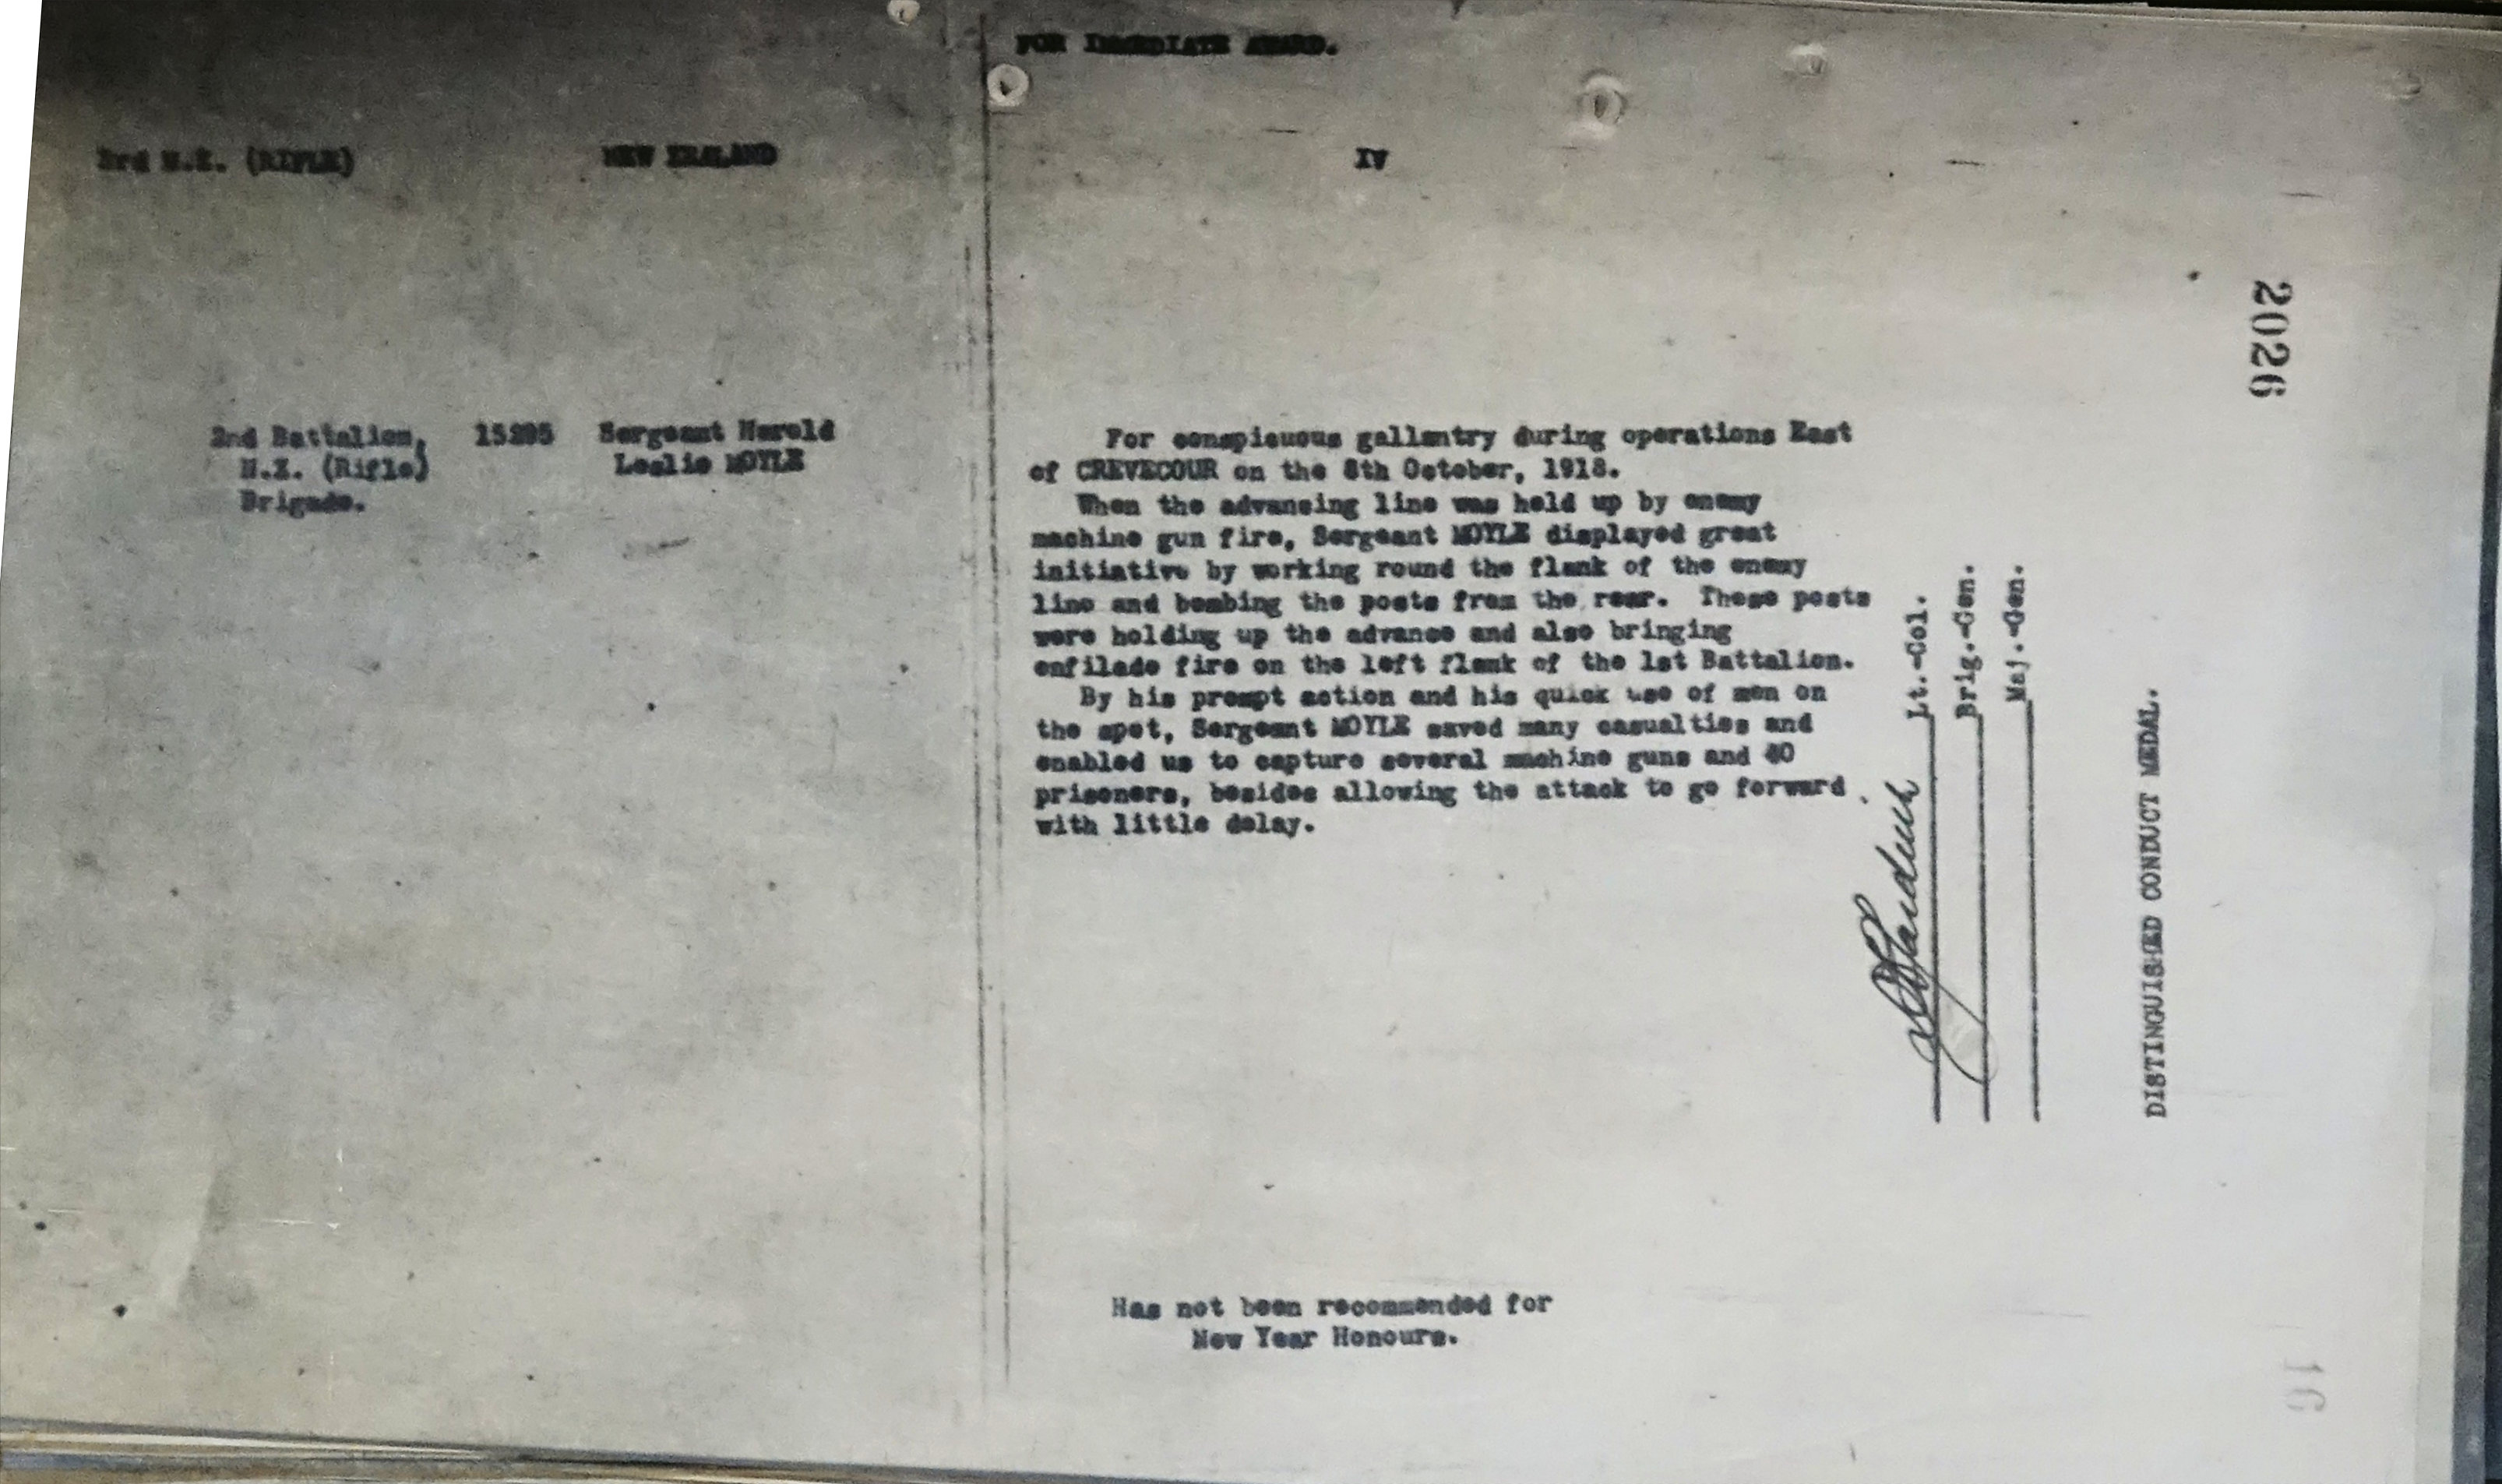 FOR IMMEDIATE AWARD.
3rd N.Z. (RIFLE) NEW ZEALAND IV
2nd Battalion, Sergeant Harold
N.Z. (Rifle) Leslie MOYLE
Brigade.
For conspicuous gallantry during operations East
of CREVECOUR on the 8th October, 1918.
When the advancing line was held up by enemy
machine gun fire, Sergeant MOYLE displayed great
initiative by working round the flank of the enemy
line and bombing the posts from the rear. These posts
were holding up the advance and also bringing
enfilade fire on the left flank of the 1st Battalion.
By his prompt action and his quick use of men on
the spot, Sergeant MOYLE saved many casualties and
enabled us to capture several machine guns and 40
prisoners, besides allowing the attack to go forward
with little delay.
Has not been recommended for
New Year Honours.
Lt.-Col.
Brig.-Gen.
Maj.-Gen.
DISTINGUISHED CONDUCT MEDAL.
2026
16